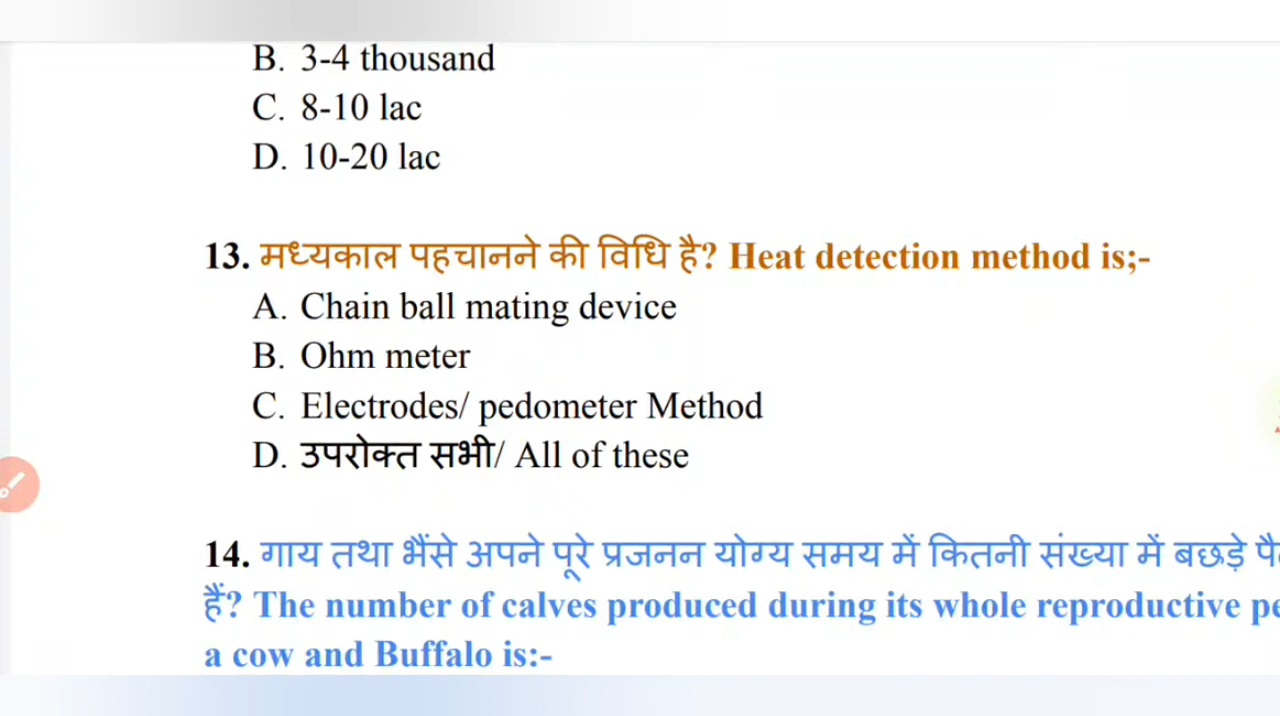 B. 3-4 thousand
C. 8-10 lac
D. 10-20 lac
13. मध्यकाल पहचानने की विधि है? Heat detection method is;-
A. Chain ball mating device
B. Ohm meter
C. Electrodes/ pedometer Method
D. उपरोक्त सभी/ All of these
14. गाय तथा भैंसे अपने पूरे प्रजनन योग्य समय में कितनी संख्या में बछड़े
हैं? The number of calves produced during its whole reproductive
a cow and Buffalo is:-